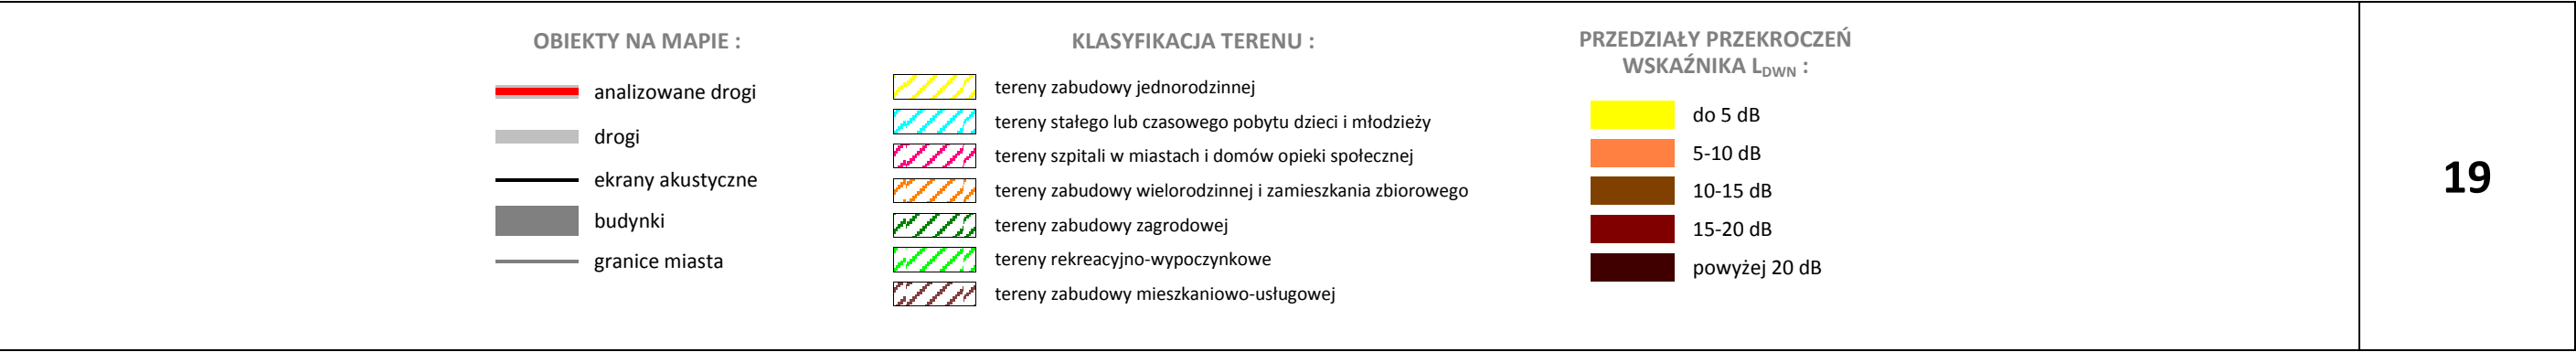 OBIEKTY NA MAPIE :
analizowane drogi
drogi
ekrany akustyczne
budynki
granice miasta
KLASYFIKACJA TERENU :
tereny zabudowy jednorodzinnej
tereny stałego lub czasowego pobytu dzieci i młodzieży
tereny szpitali w miastach i domów opieki społecznej
tereny zabudowy wielorodzinnej i zamieszkania zbiorowego
tereny zabudowy zagrodowej
tereny rekreacyjno-wypoczynkowe
tereny zabudowy mieszkaniowo-usługowej
PRZEDZIAŁY PRZEKROCZEŃ
WSKAŹNIKA LDWN :
do 5 dB
5-10 dB
10-15 dB
15-20 dB
powyżej 20 dB
19